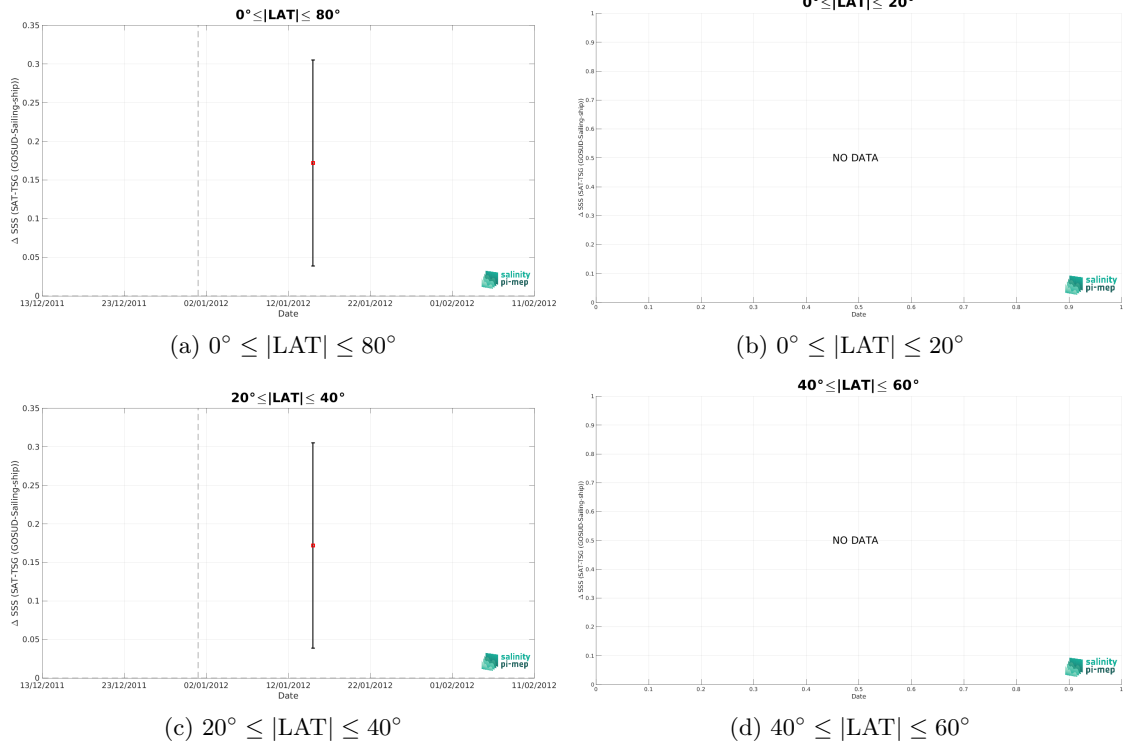 0°≤|LAT|≤ 80°
0.35
0.3
0.25
0.2
0.15
0.1
0.05
0
Δ SSS (SAT-TSG (GOSUD-Sailing-ship))
13/12/2011 23/12/2011 02/01/2012 12/01/2012 22/01/2012 01/02/2012 11/02/2012
Date
salinity
pi-mep
(a) 0° ≤ |LAT| ≤ 80°
0°≤|LAT|≤ 20°
1
0.9
0.8
0.7
0.6
0.5
0.4
0.3
0.2
0.1
0
Δ SSS (SAT-TSG (GOSUD-Sailing-ship))
NO DATA
0 0.1 0.2 0.3 0.4 0.5 0.6 0.7 0.8 0.9 1
Date
salinity
pi-mep
(b) 0° ≤ |LAT| ≤ 20°
20°≤|LAT|≤ 40°
0.35
0.3
0.25
0.2
0.15
0.1
0.05
0
Δ SSS (SAT-TSG (GOSUD-Sailing-ship))
13/12/2011 23/12/2011 02/01/2012 12/01/2012 22/01/2012 01/02/2012 11/02/2012
Date
salinity
pi-mep
(c) 20° ≤ |LAT| ≤ 40°
40°≤|LAT|≤ 60°
1
0.9
0.8
0.7
0.6
0.5
0.4
0.3
0.2
0.1
0
Δ SSS (SAT-TSG (GOSUD-Sailing-ship))
NO DATA
0 0.1 0.2 0.3 0.4 0.5 0.6 0.7 0.8 0.9 1
Date
salinity
pi-mep
(d) 40° ≤ |LAT| ≤ 60°